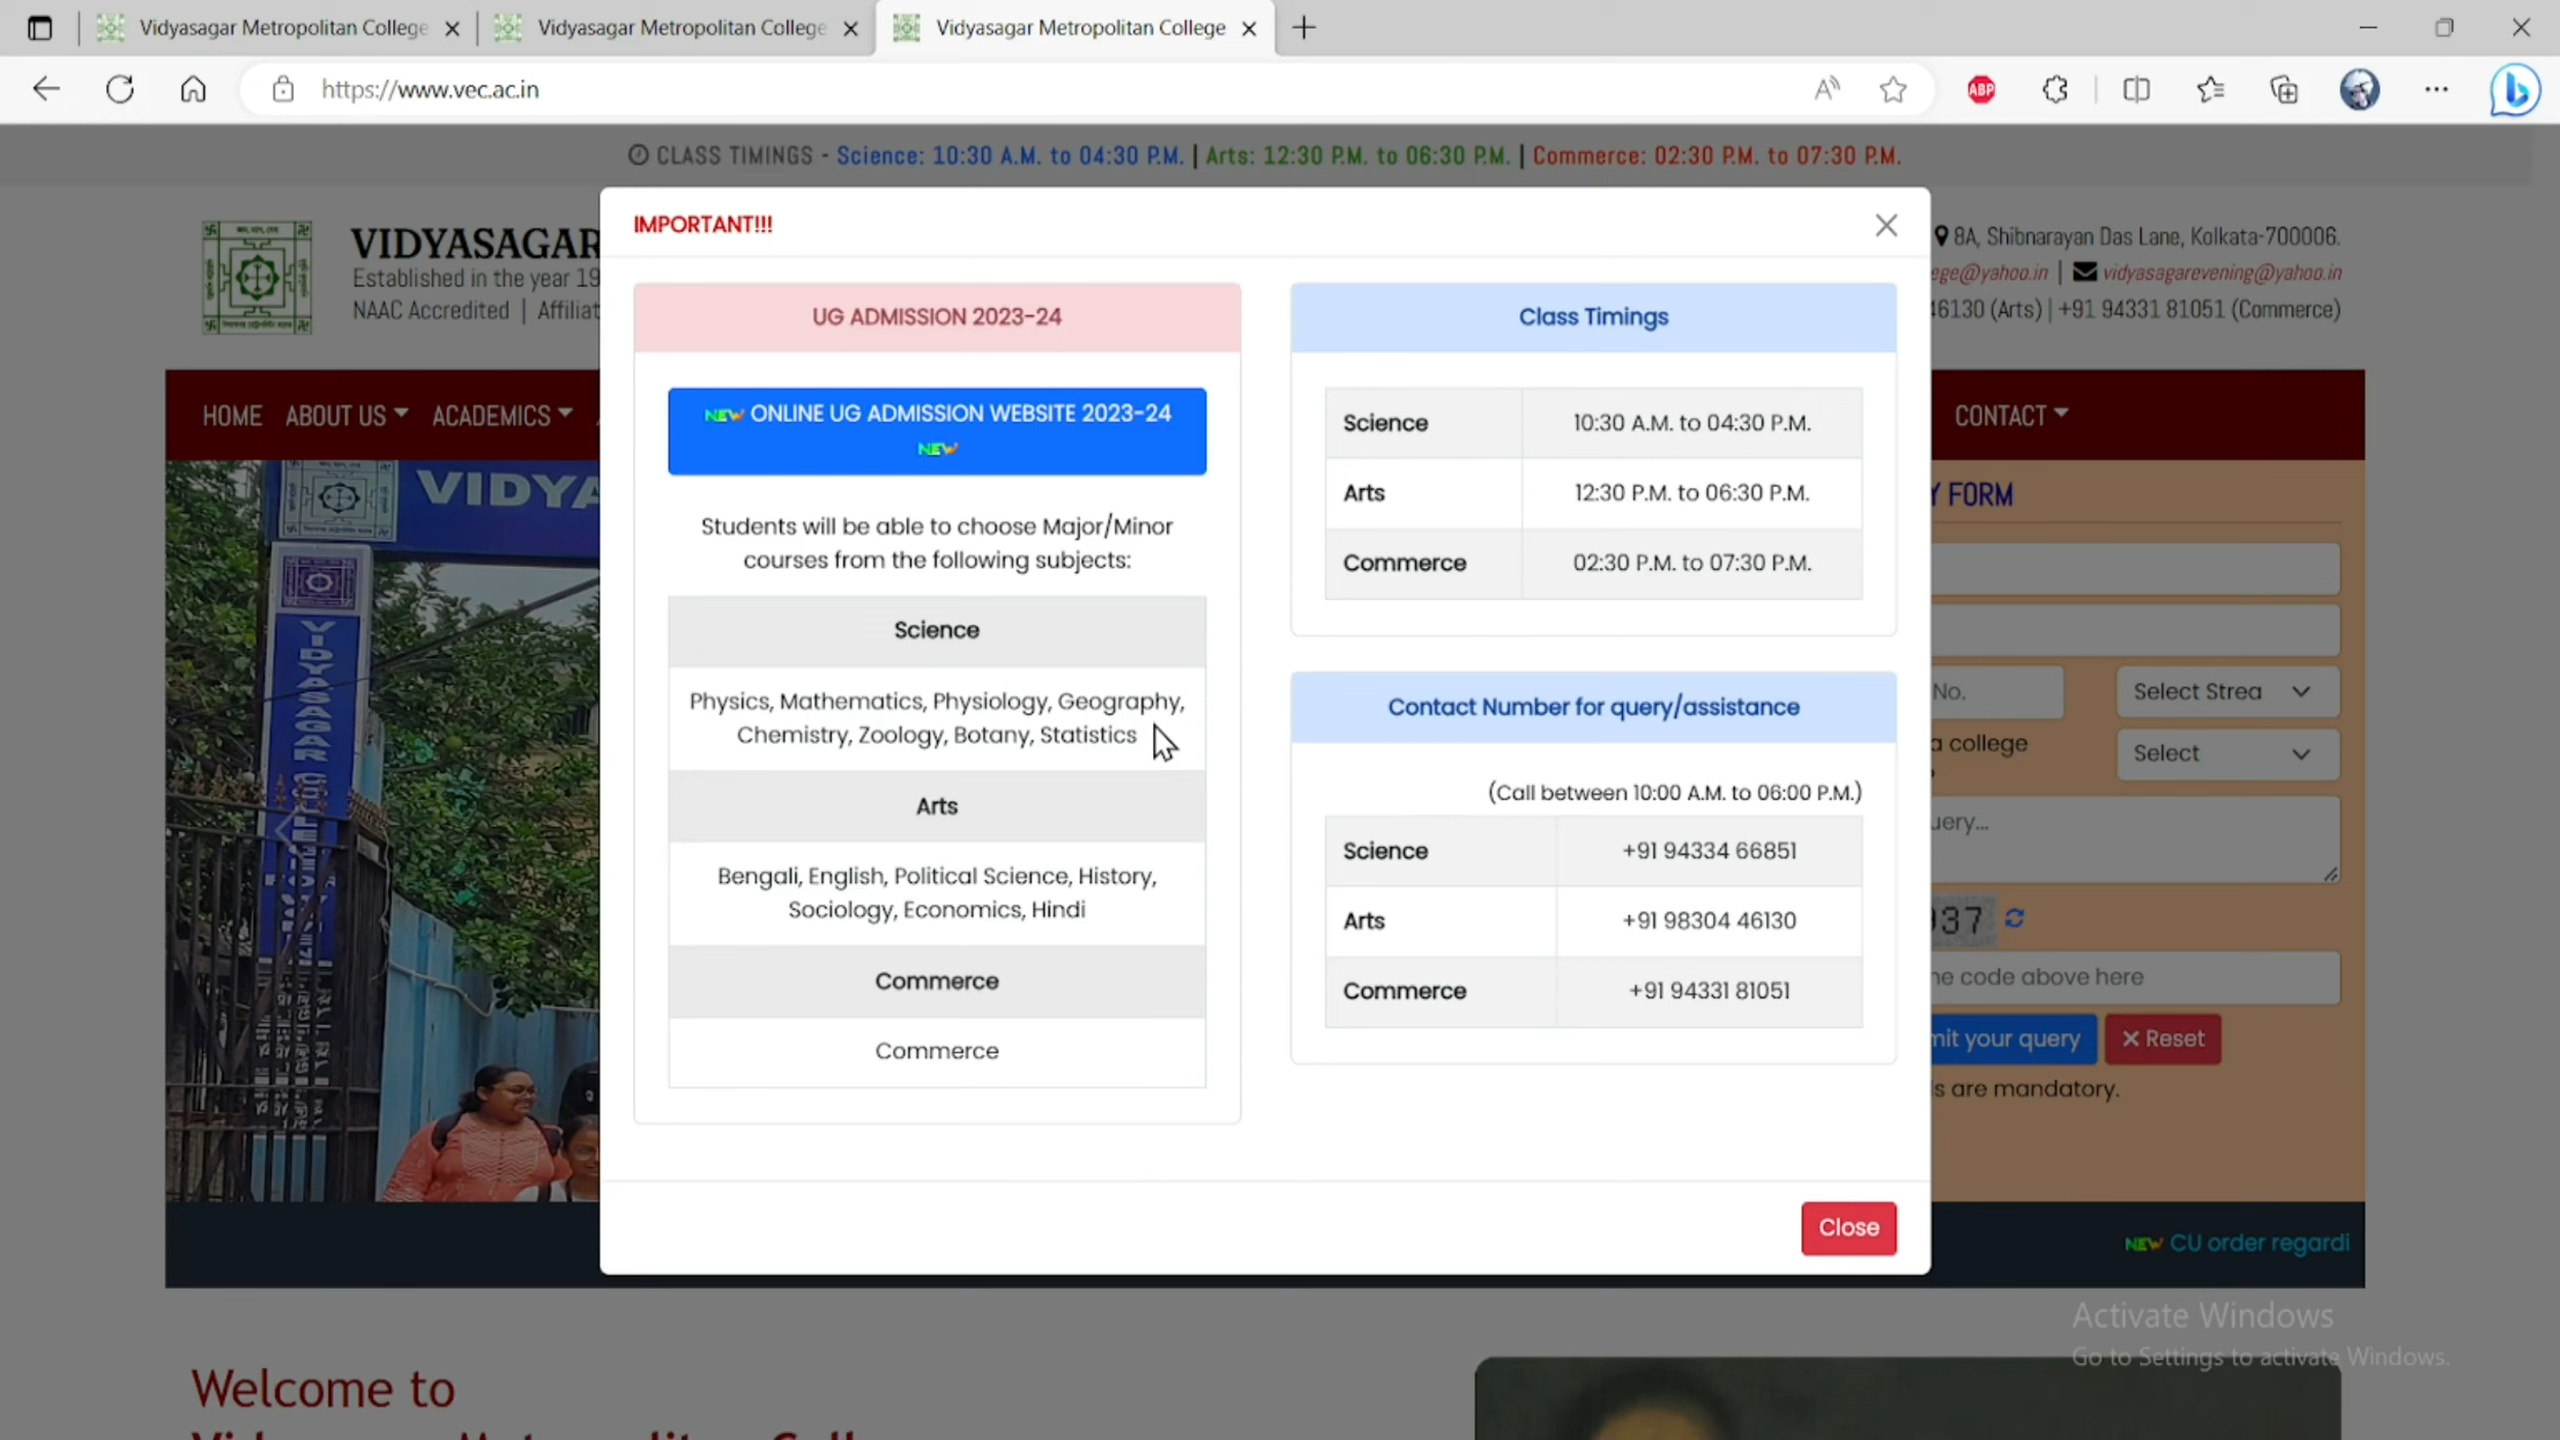 Vidyasagar Metropolitan College
Vidyasagar Metropolitan College
Vidyasagar Metropolitan College
https://www.vec.ac.in
ABP
CLASS TIMINGS - Science: 10:30 A.M. to 04:30 P.M. | Arts: 12:30 P.M. to 06:30 P.M. | Commerce: 02:30 P.M. to 07:30 P.M.
VIDYASAGAR
Established in the year 19
NAAC Accredited | Affiliat
8A, Shibnarayan Das Lane, Kolkata-700006.
ege@yahoo.in | vidyasagarevening@yahoo.in
46130 (Arts) | +91 94331 81051 (Commerce)
HOME ABOUT US ACADEMICS
CONTACT
IMPORTANT!!!
UG ADMISSION 2023-24
NEW ONLINE UG ADMISSION WEBSITE 2023-24
NEW
Students will be able to choose Major/Minor
courses from the following subjects:
Science
Physics, Mathematics, Physiology, Geography,
Chemistry, Zoology, Botany, Statistics
Arts
Bengali, English, Political Science, History,
Sociology, Economics, Hindi
Commerce
Commerce
Class Timings
Science 10:30 A.M. to 04:30 P.M.
Arts 12:30 P.M. to 06:30 P.M.
Commerce 02:30 P.M. to 07:30 P.M.
Contact Number for query/assistance
(Call between 10:00 A.M. to 06:00 P.M.)
Science +91 94334 66851
Arts +91 98304 46130
Commerce +91 94331 81051
Close
VIDYA
VIDYASAGAR COLLEGE
FOR
Y FORM
No.
Select Strea
a college
Select
uery...
937
he code above here
mit your query
Reset
s are mandatory.
NEW CU order regardi
Activate Windows
Go to Settings to activate Windows.
Welcome to